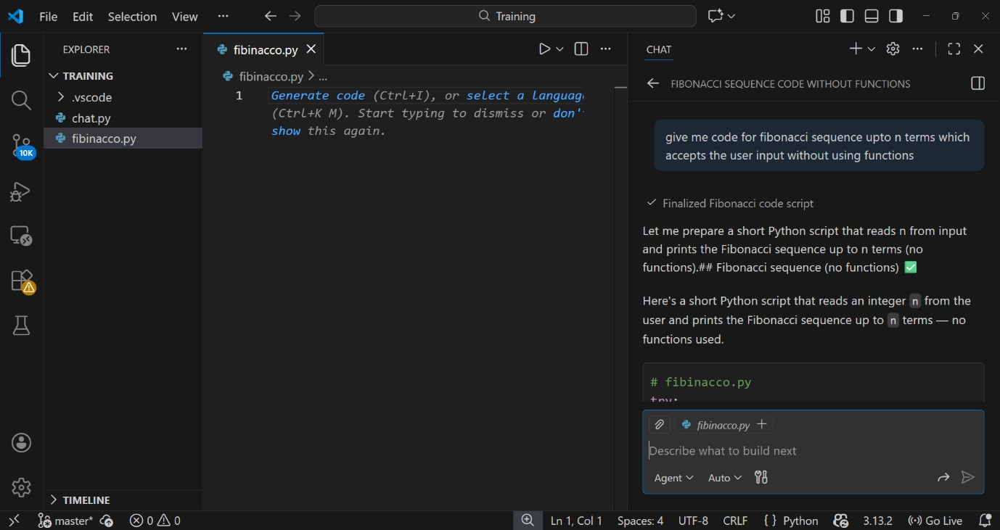 File Edit Selection View ··· Training
EXPLORER ···
TRAINING
.vscode
chat.py
fibinacco.py
TIMELINE
10K
fibinacco.py
fibinacco.py > ...
1 Generate code (Ctrl+I), or select a language
(Ctrl+K M). Start typing to dismiss or don't
show this again.
CHAT
FIBONACCI SEQUENCE CODE WITHOUT FUNCTIONS
give me code for fibonacci sequence upto n terms which
accepts the user input without using functions
Finalized Fibonacci code script
Let me prepare a short Python script that reads n from input
and prints the Fibonacci sequence up to n terms (no
functions).## Fibonacci sequence (no functions) ✅
Here's a short Python script that reads an integer n from the
user and prints the Fibonacci sequence up to n terms — no
functions used.
# fibinacco.py
try:
fibinacco.py +
Describe what to build next
Agent Auto
master* 0 0 Ln 1, Col 1 Spaces: 4 UTF-8 CRLF { } Python 3.13.2 Go Live